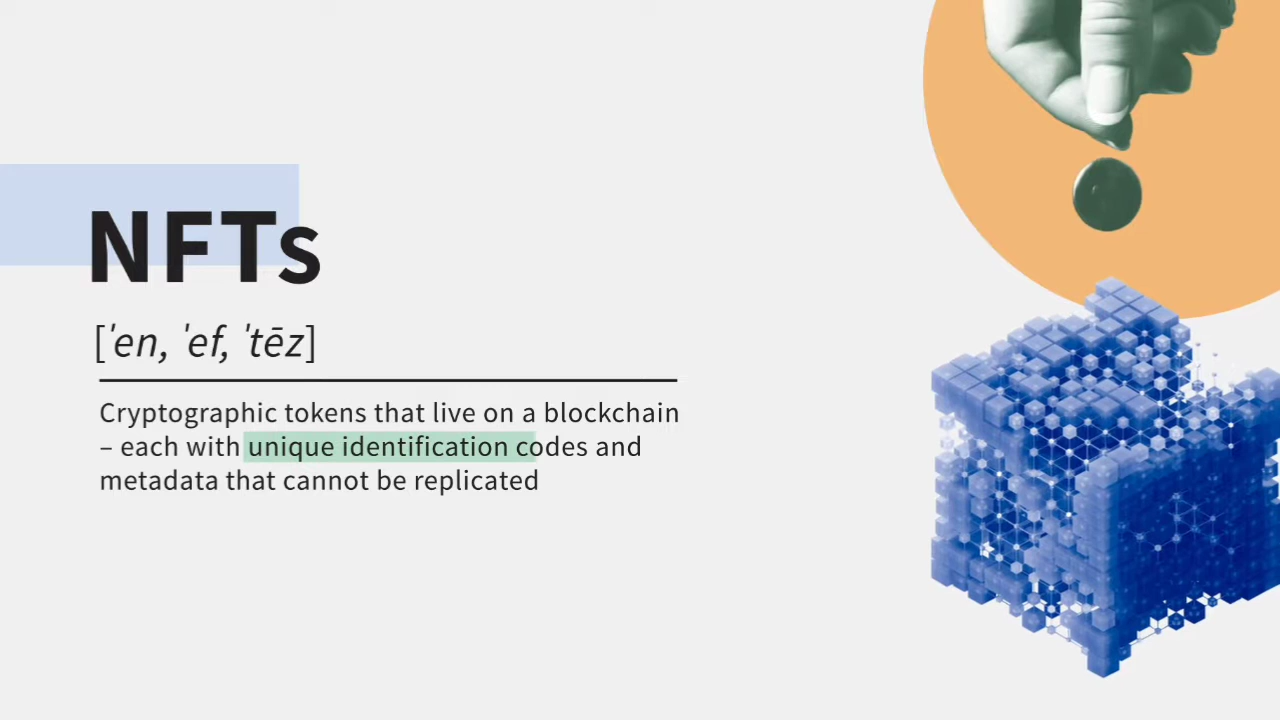 NFTs
[ˈen, ˈef, ˈtēz]
Cryptographic tokens that live on a blockchain
– each with unique identification codes and
metadata that cannot be replicated